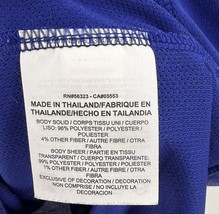 RN#56323 - CA#05553
MADE IN THAILAND/FABRIQUE EN
THAILANDE/HECHO EN TAILANDIA
BODY SOLID / CORPS TISSU UNI / CUERPO
LISO: 96% POLYESTER / POLYESTER /
POLIESTER
4% OTHER FIBER / AUTRE FIBRE / OTRA
FIBRA
BODY SHEER / PARTIE EN TISSU
TRANSPARENT / CUERPO TRANSPARENTE:
99% POLYESTER / POLYESTER / POLIESTER
1% OTHER FIBER / AUTRE FIBRE / OTRA
FIBRA
EXCLUSIVE OF DECORATION / DECORATION
NON COMPRIS / NO INCLUYE LA
DECORACION